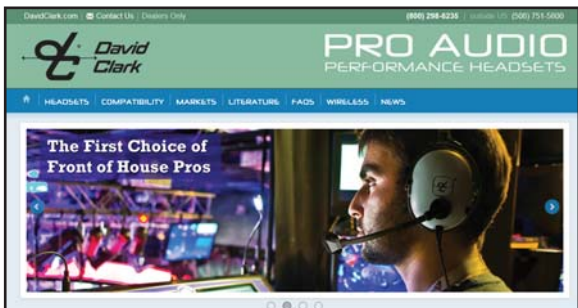 DavidClark.com | Contact Us | Dealers Only
(800) 298-6235 | outside US (508) 751-5800
David
Clark
PRO AUDIO
PERFORMANCE HEADSETS
HEADSETS COMPATIBILITY MARKETS LITERATURE FAQS WIRELESS NEWS
The First Choice of
Front of House Pros